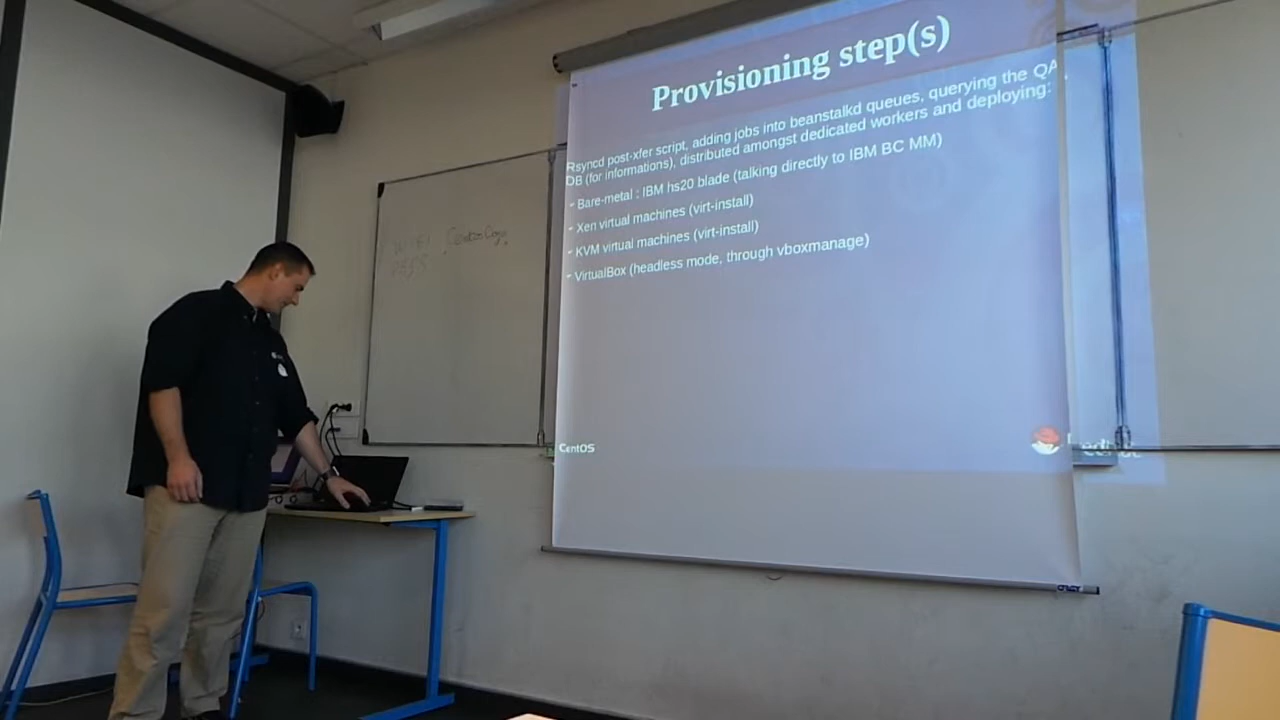 Provisioning step(s)
Rsyncd post-xfer script, adding jobs into beanstalkd queues, querying the QA
DB (for informations), distributed amongst dedicated workers and deploying:
- Bare-metal : IBM hs20 blade (talking directly to IBM BC MM)
- Xen virtual machines (virt-install)
- KVM virtual machines (virt-install)
- VirtualBox (headless mode, through vboxmanage)
CentOS